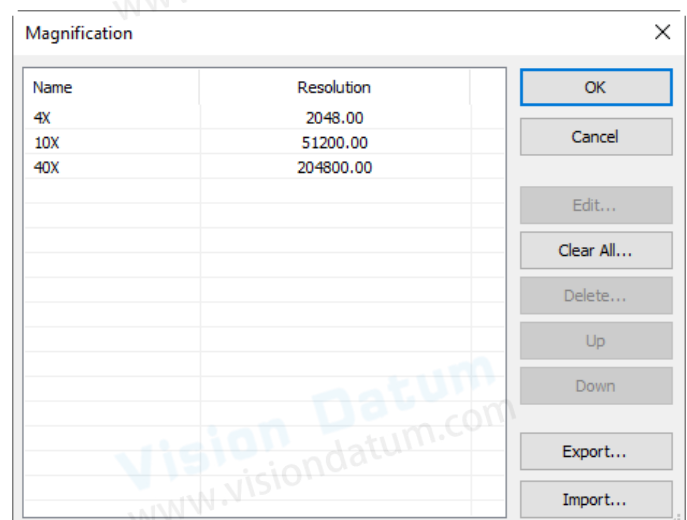 Magnification
Name Resolution
4X 2048.00
10X 51200.00
40X 204800.00
OK
Cancel
Edit...
Clear All...
Delete...
Up
Down
Export...
Import...
Vision Datum
www.visiondatum.com